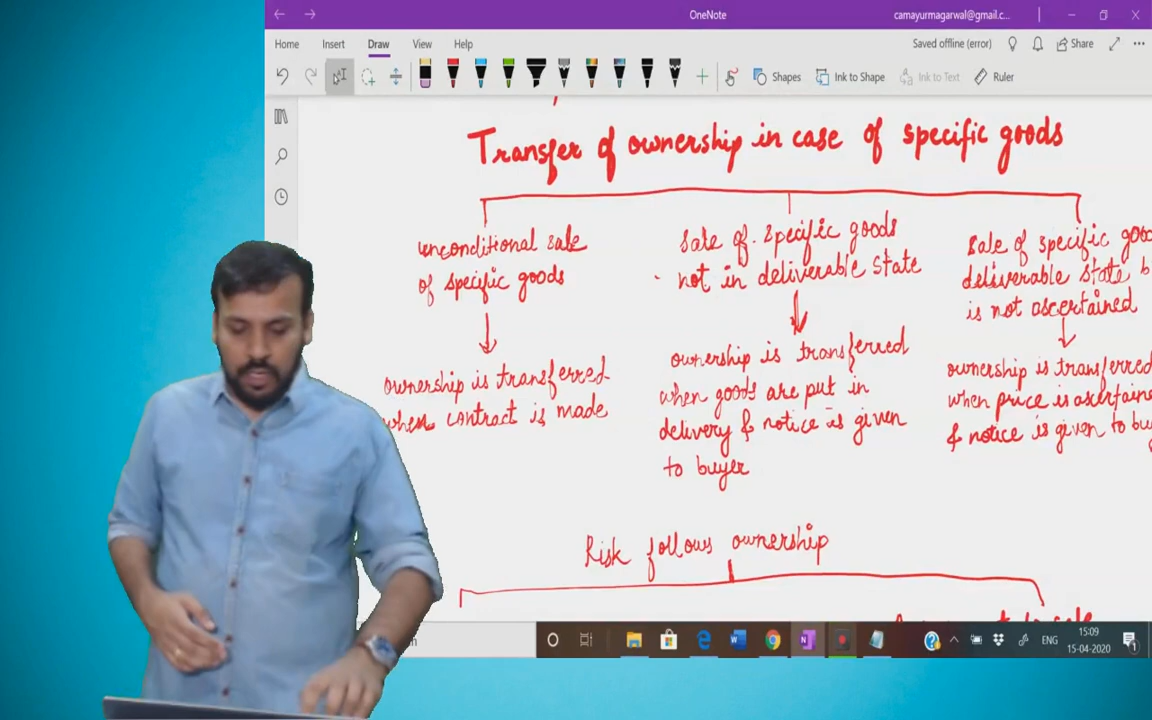 OneNote
camayurmagarwal@gmail.c...
Home Insert Draw View Help
Saved offline (error)
Share
Shapes
Ink to Shape
Ink to Text
Ruler
Transfer of ownership in case of specific goods
unconditional sale
of specific goods
ownership is transferred
when contract is made
Sale of specific goods
not in deliverable state
ownership is transferred
when goods are put in
delivery & notice is given
to buyer
Sale of specific goo
deliverable state b
is not ascertained
ownership is transferred
when price is ascertaine
& notice is given to bu
Risk follows ownership
ENG
15:09
15-04-2020